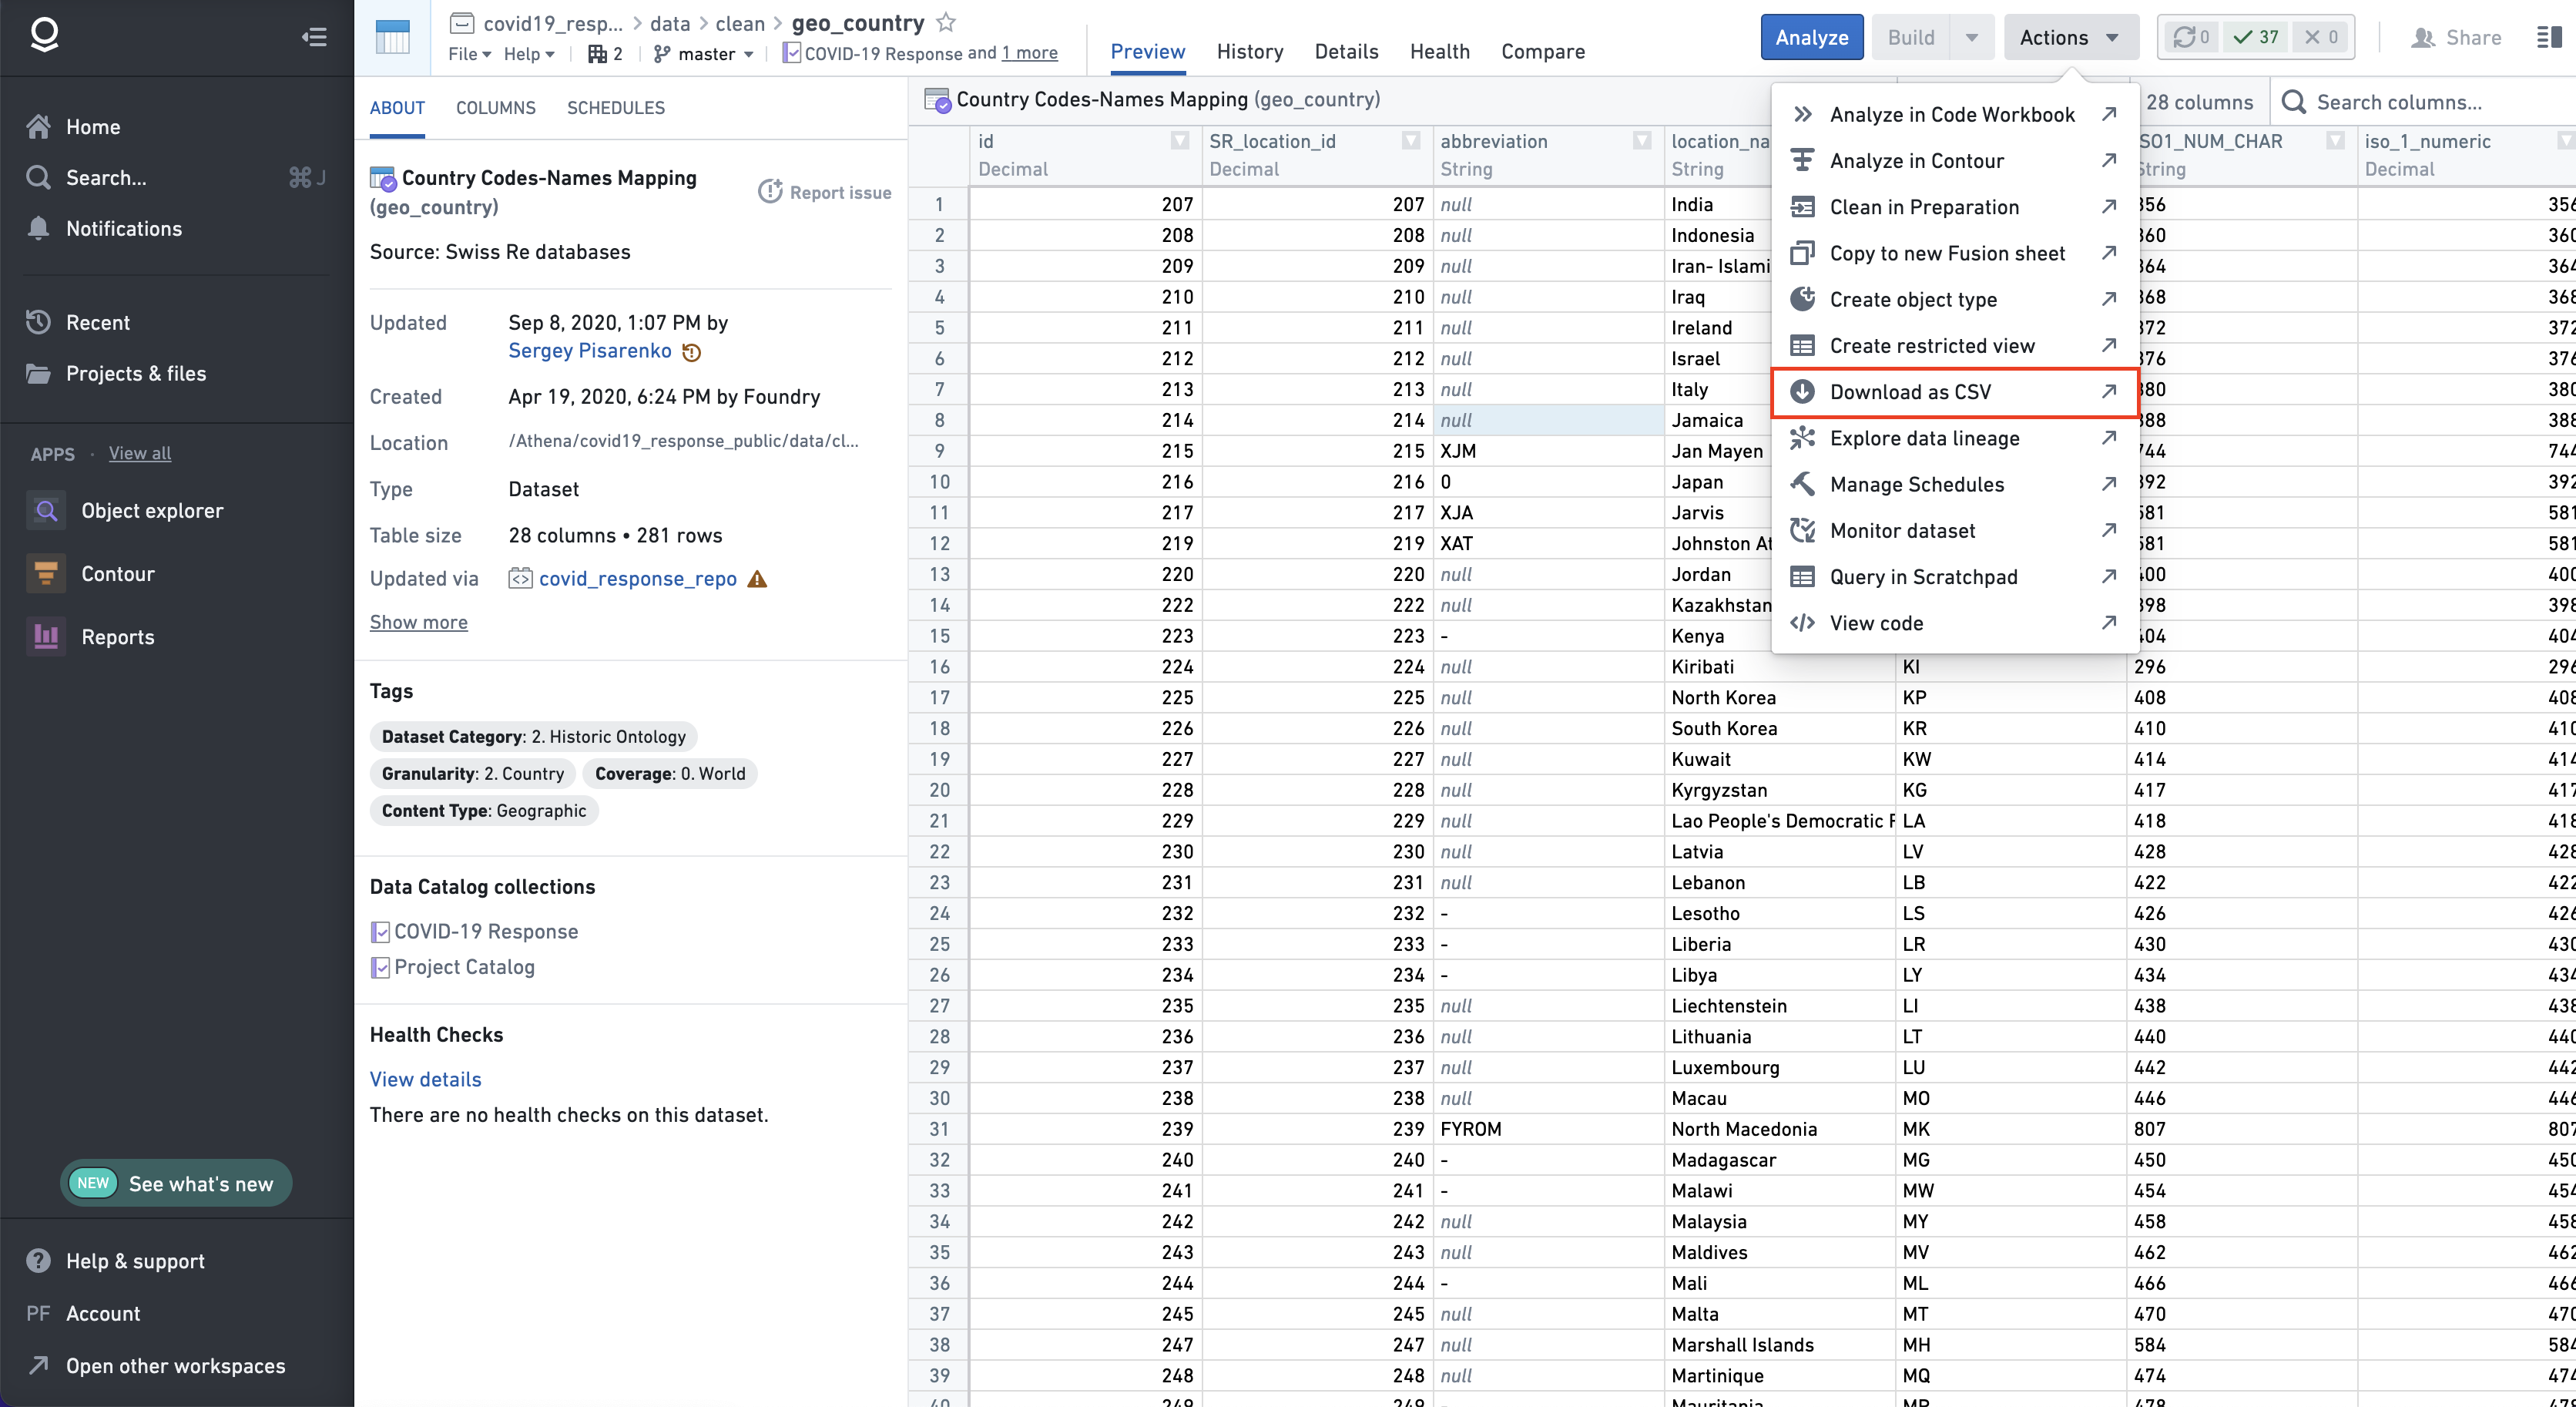 Home
Search... ⌘ J
Notifications
Recent
Projects & files
APPS · View all
Object explorer
Contour
Reports
NEW See what's new
Help & support
PF Account
Open other workspaces
covid19_resp... > data > clean > geo_country
File Help 2 master COVID-19 Response and 1 more
Preview History Details Health Compare
Analyze Build Actions 0 37 0 Share
ABOUT COLUMNS SCHEDULES
Country Codes-Names Mapping
(geo_country)
Report issue
Source: Swiss Re databases
Updated Sep 8, 2020, 1:07 PM by
Sergey Pisarenko
Created Apr 19, 2020, 6:24 PM by Foundry
Location /Athena/covid19_response_public/data/cl...
Type Dataset
Table size 28 columns • 281 rows
Updated via covid_response_repo
Show more
Tags
Dataset Category: 2. Historic Ontology
Granularity: 2. Country Coverage: 0. World
Content Type: Geographic
Data Catalog collections
COVID-19 Response
Project Catalog
Health Checks
View details
There are no health checks on this dataset.
Country Codes-Names Mapping (geo_country)
28 columns Search columns...
id SR_location_id abbreviation location_na SO1_NUM_CHAR iso_1_numeric
Decimal Decimal String String String Decimal
1 207 207 null India 356 356
2 208 208 null Indonesia 360 360
3 209 209 null Iran- Islami 364 364
4 210 210 null Iraq 368 368
5 211 211 null Ireland 372 372
6 212 212 null Israel 376 376
7 213 213 null Italy 380 380
8 214 214 null Jamaica 388 388
9 215 215 XJM Jan Mayen 744 744
10 216 216 0 Japan 392 392
11 217 217 XJA Jarvis 581 581
12 219 219 XAT Johnston At 581 581
13 220 220 null Jordan 400 400
14 222 222 null Kazakhstan 398 398
15 223 223 - Kenya 404 404
16 224 224 null Kiribati KI 296 296
17 225 225 null North Korea KP 408 408
18 226 226 null South Korea KR 410 410
19 227 227 null Kuwait KW 414 414
20 228 228 null Kyrgyzstan KG 417 417
21 229 229 null Lao People's Democratic LA 418 418
22 230 230 null Latvia LV 428 428
23 231 231 null Lebanon LB 422 422
24 232 232 - Lesotho LS 426 426
25 233 233 - Liberia LR 430 430
26 234 234 - Libya LY 434 434
27 235 235 null Liechtenstein LI 438 438
28 236 236 null Lithuania LT 440 440
29 237 237 null Luxembourg LU 442 442
30 238 238 null Macau MO 446 446
31 239 239 FYROM North Macedonia MK 807 807
32 240 240 - Madagascar MG 450 450
33 241 241 - Malawi MW 454 454
34 242 242 null Malaysia MY 458 458
35 243 243 null Maldives MV 462 462
36 244 244 - Mali ML 466 466
37 245 245 null Malta MT 470 470
38 247 247 null Marshall Islands MH 584 584
39 248 248 null Martinique MQ 474 474
40 249 249 - Mauritania MR 478 478
Analyze in Code Workbook
Analyze in Contour
Clean in Preparation
Copy to new Fusion sheet
Create object type
Create restricted view
Download as CSV
Explore data lineage
Manage Schedules
Monitor dataset
Query in Scratchpad
View code